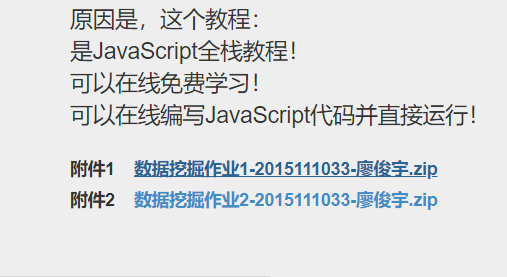 原因是，这个教程：
是JavaScript全栈教程！
可以在线免费学习！
可以在线编写JavaScript代码并直接运行！
附件1 数据挖掘作业1-2015111033-廖俊宇.zip
附件2 数据挖掘作业2-2015111033-廖俊宇.zip